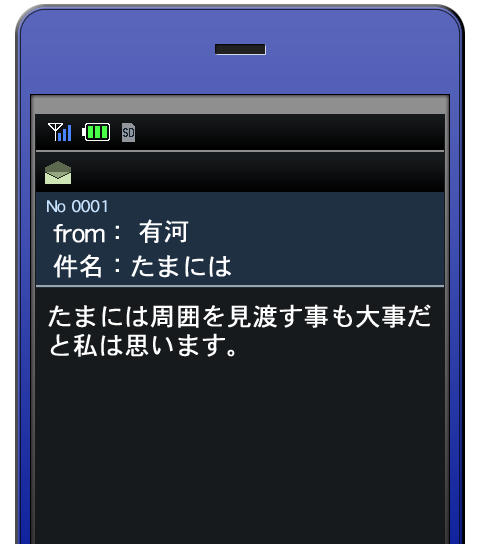 SD
No 0001
from： 有河
件名：たまには
たまには周囲を見渡す事も大事だ
と私は思います。